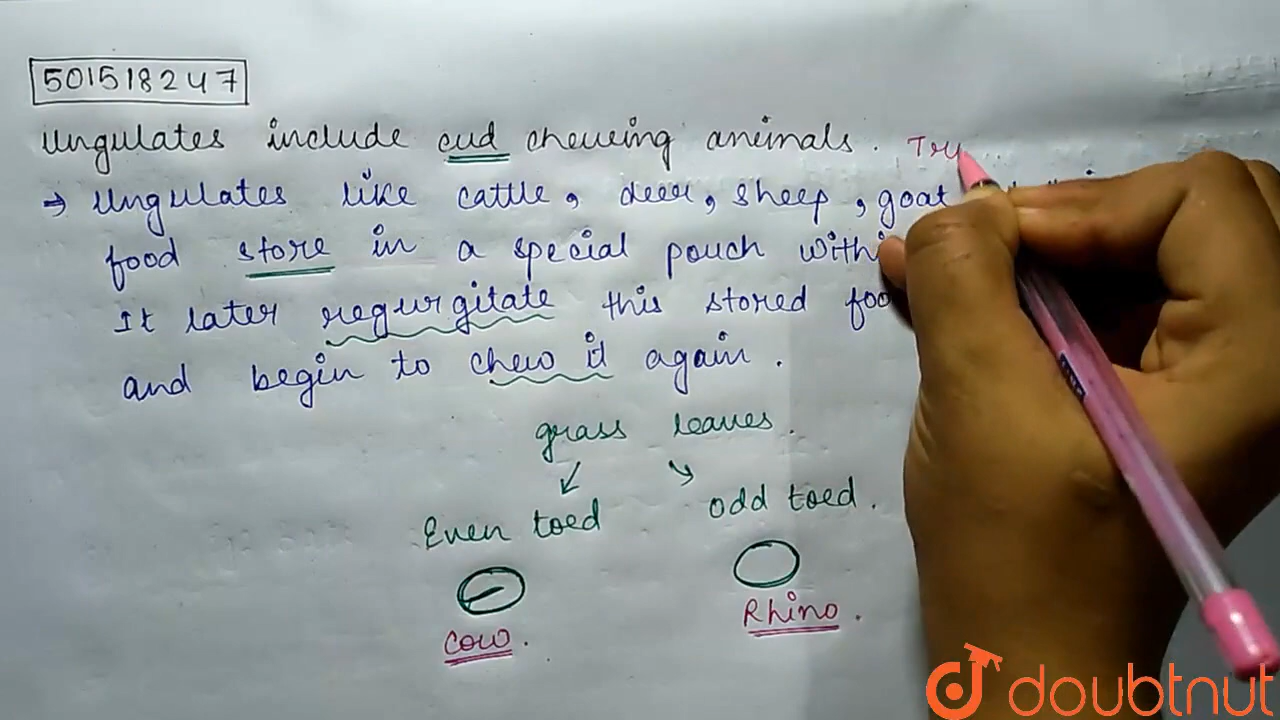 501518247
Ungulates include cud chewing animals. Tru
→ Ungulates like cattle, deer, sheep, goat
food store in a special pouch withi
It later regurgitate this stored foo
and begin to chew it again.
grass leaves.
Even toed odd toed.
cow. Rhino.
doubtnut